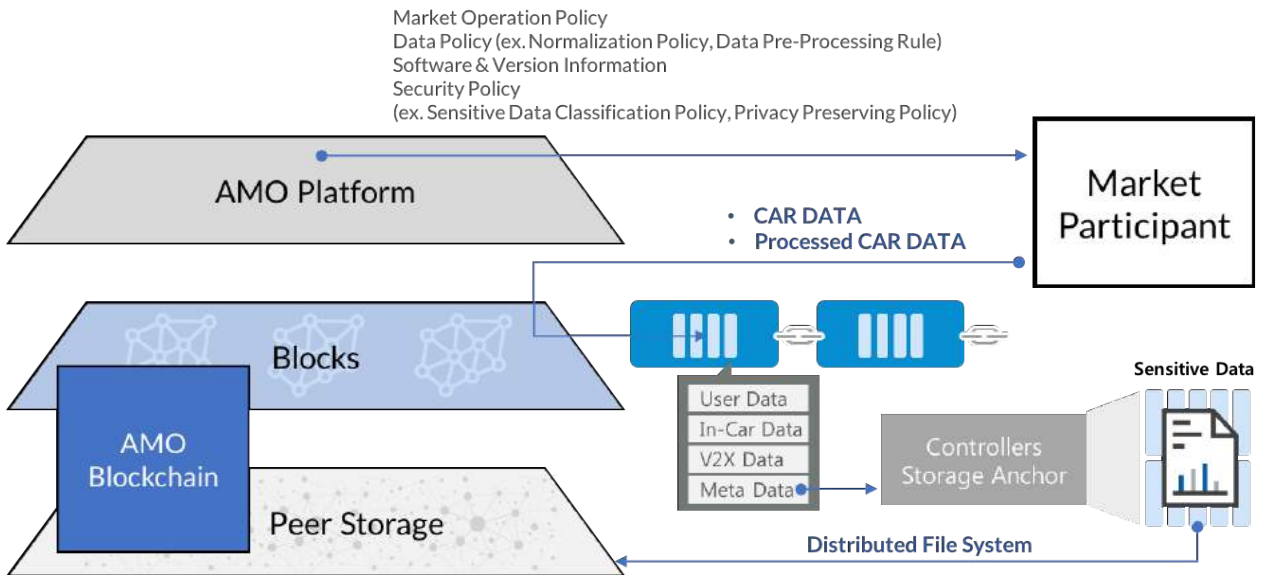 Market Operation Policy
Data Policy (ex. Normalization Policy, Data Pre-Processing Rule)
Software & Version Information
Security Policy
(ex. Sensitive Data Classification Policy, Privacy Preserving Policy)
AMO Platform
Market
Participant
• CAR DATA
• Processed CAR DATA
Blocks
Sensitive Data
User Data
In-Car Data
V2X Data
Meta Data
Controllers
Storage Anchor
AMO
Blockchain
Peer Storage
Distributed File System